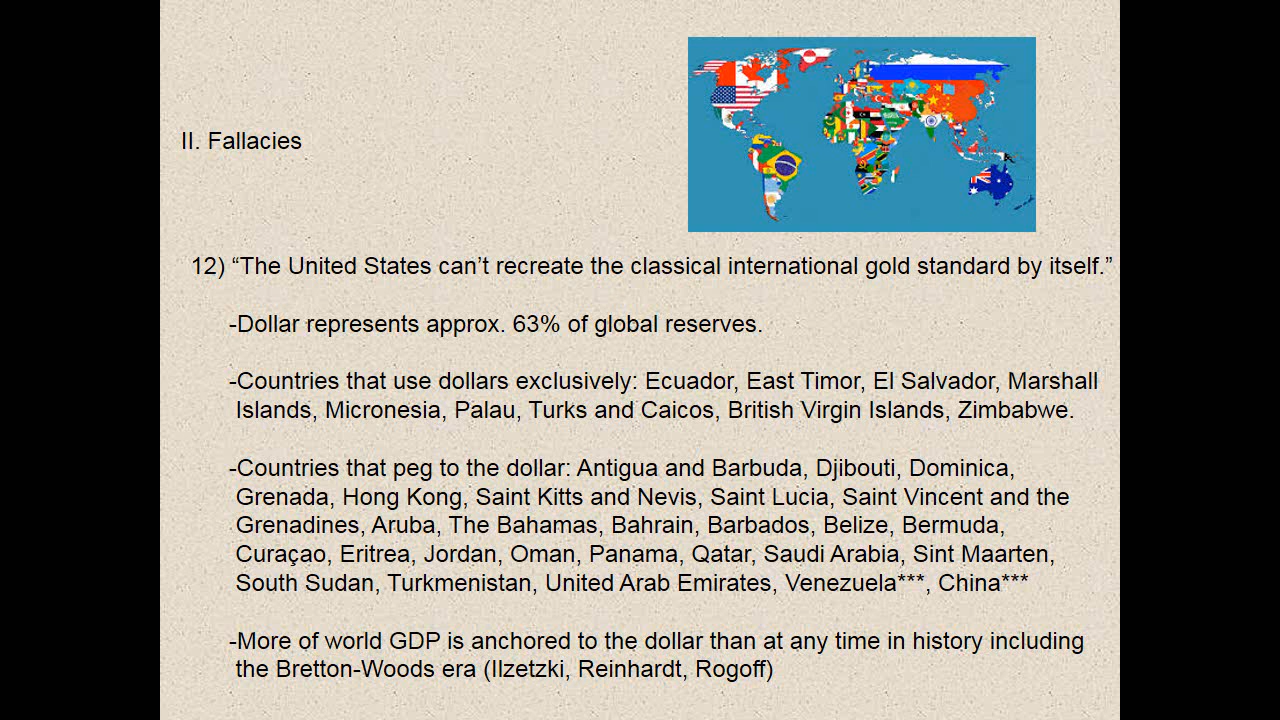 II. Fallacies
12) “The United States can’t recreate the classical international gold standard by itself.”
-Dollar represents approx. 63% of global reserves.
-Countries that use dollars exclusively: Ecuador, East Timor, El Salvador, Marshall
Islands, Micronesia, Palau, Turks and Caicos, British Virgin Islands, Zimbabwe.
-Countries that peg to the dollar: Antigua and Barbuda, Djibouti, Dominica,
Grenada, Hong Kong, Saint Kitts and Nevis, Saint Lucia, Saint Vincent and the
Grenadines, Aruba, The Bahamas, Bahrain, Barbados, Belize, Bermuda,
Curaçao, Eritrea, Jordan, Oman, Panama, Qatar, Saudi Arabia, Sint Maarten,
South Sudan, Turkmenistan, United Arab Emirates, Venezuela***, China***
-More of world GDP is anchored to the dollar than at any time in history including
the Bretton-Woods era (Ilzetzki, Reinhardt, Rogoff)